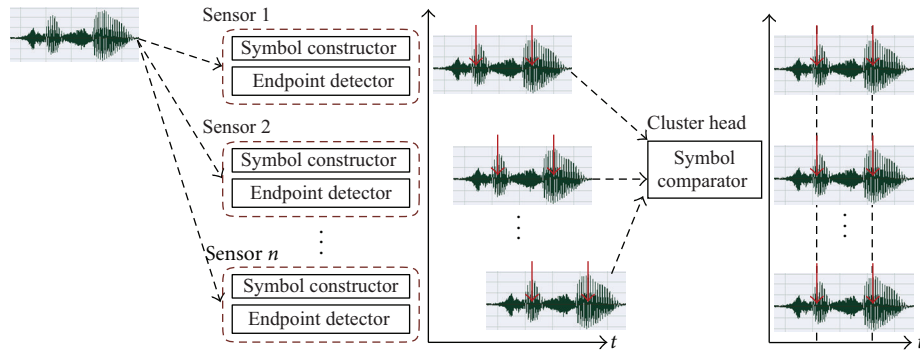 Sensor 1
Symbol constructor
Endpoint detector
Sensor 2
Symbol constructor
Endpoint detector
Sensor n
Symbol constructor
Endpoint detector
t
Cluster head
Symbol
comparator
t